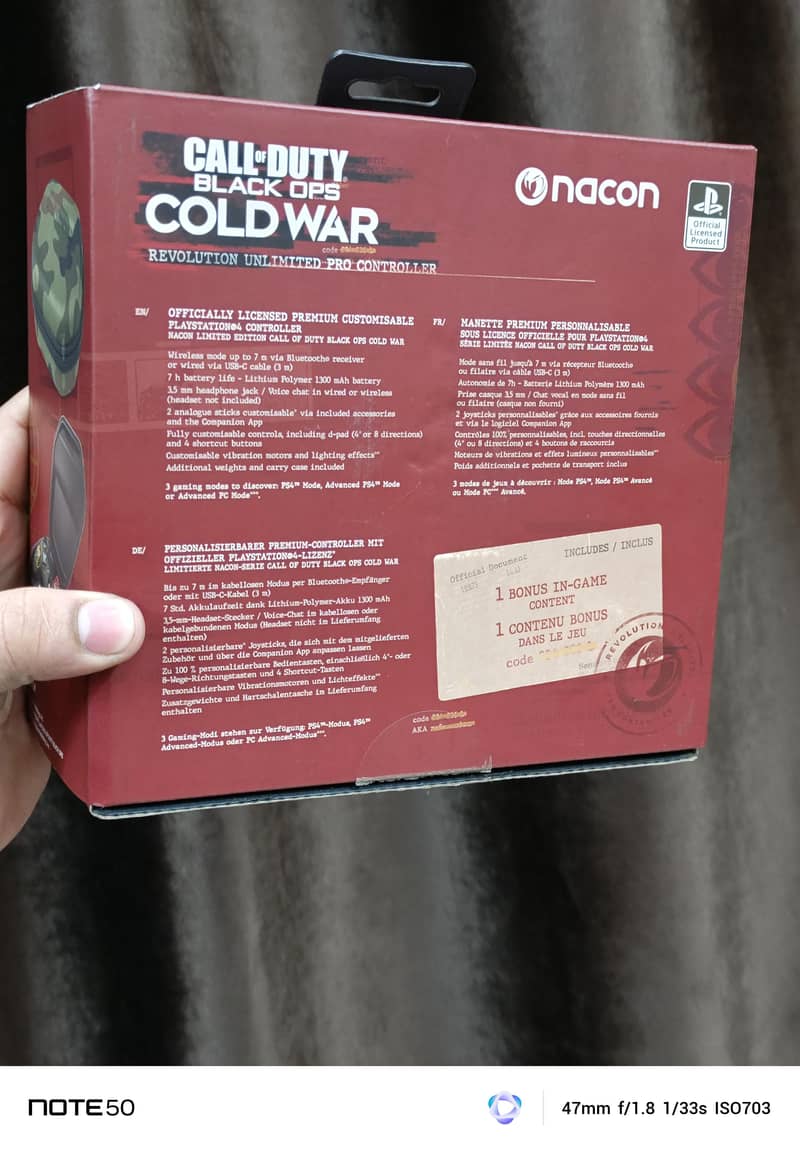 CALL OF DUTY
BLACK OPS
COLD WAR
code
REVOLUTION UNLIMITED PRO CONTROLLER
nacon
Official
Licensed
Product
EN/
OFFICIALLY LICENSED PREMIUM CUSTOMISABLE
PLAYSTATION®4 CONTROLLER
NACON LIMITED EDITION CALL OF DUTY BLACK OPS COLD WAR
Wireless mode up to 7 m via Bluetooth® receiver
or wired via USB-C cable (3 m)
7 h battery life - Lithium Polymer 1300 mAh battery
3.5 mm headphone jack / Voice chat in wired or wireless
(headset not included)
2 analogue sticks customisable* via included accessories
and the Companion App
Fully customisable controls, including d-pad (4* or 8 directions)
and 4 shortcut buttons
Customisable vibration motors and lighting effects**
Additional weights and carry case included
3 gaming modes to discover: PS4™ Mode, Advanced PS4™ Mode
or Advanced PC Mode***.
FR/
MANETTE PREMIUM PERSONNALISABLE
SOUS LICENCE OFFICIELLE POUR PLAYSTATION®4
SÉRIE LIMITÉE NACON CALL OF DUTY BLACK OPS COLD WAR
Mode sans fil jusqu'à 7 m via récepteur Bluetooth®
ou filaire via câble USB-C (3 m)
Autonomie de 7h - Batterie Lithium Polymère 1300 mAh
Prise casque 3,5 mm / Chat vocal en mode sans fil
ou filaire (casque non fourni)
2 joysticks personnalisables* grâce aux accessoires fournis
et via le logiciel Companion App
Contrôles 100% personnalisables, incl. touches directionnelles
(4* ou 8 directions) et 4 boutons de raccourcis
Moteurs de vibrations et effets lumineux personnalisables**
Poids additionnels et pochette de transport inclus
3 modes de jeux à découvrir : Mode PS4™, Mode PS4™ Avancé
ou Mode PC*** Avancé.
DE/
PERSONALISIERBARER PREMIUM-CONTROLLER MIT
OFFIZIELLER PLAYSTATION®4-LIZENZ
LIMITIERTE NACON-SERIE CALL OF DUTY BLACK OPS COLD WAR
Bis zu 7 m im kabellosen Modus per Bluetooth®-Empfänger
oder mit USB-C-Kabel (3 m)
7 Std. Akkulaufzeit dank Lithium-Polymer-Akku 1300 mAh
3,5-mm-Headset-Stecker / Voice-Chat im kabellosen oder
kabelgebundenen Modus (Headset nicht im Lieferumfang
enthalten)
2 personalisierbare* Joysticks, die sich mit dem mitgelieferten
Zubehör und über die Companion App anpassen lassen
Zu 100 % personalisierbare Bedientasten, einschließlich 4*- oder
8-Wege-Richtungstasten und 4 Shortcut-Tasten
Personalisierbare Vibrationsmotoren und Lichteffekte**
Zusatzgewichte und Hartschalentasche im Lieferumfang
enthalten
3 Gaming-Modi stehen zur Verfügung: PS4™-Modus, PS4™
Advanced-Modus oder PC Advanced-Modus***.
Official Document
INCLUDES / INCLUS
1 BONUS IN-GAME
CONTENT
1 CONTENU BONUS
DANS LE JEU
code
REVOLUTION
code
AKA
NOTE50
47mm f/1.8 1/33s ISO703